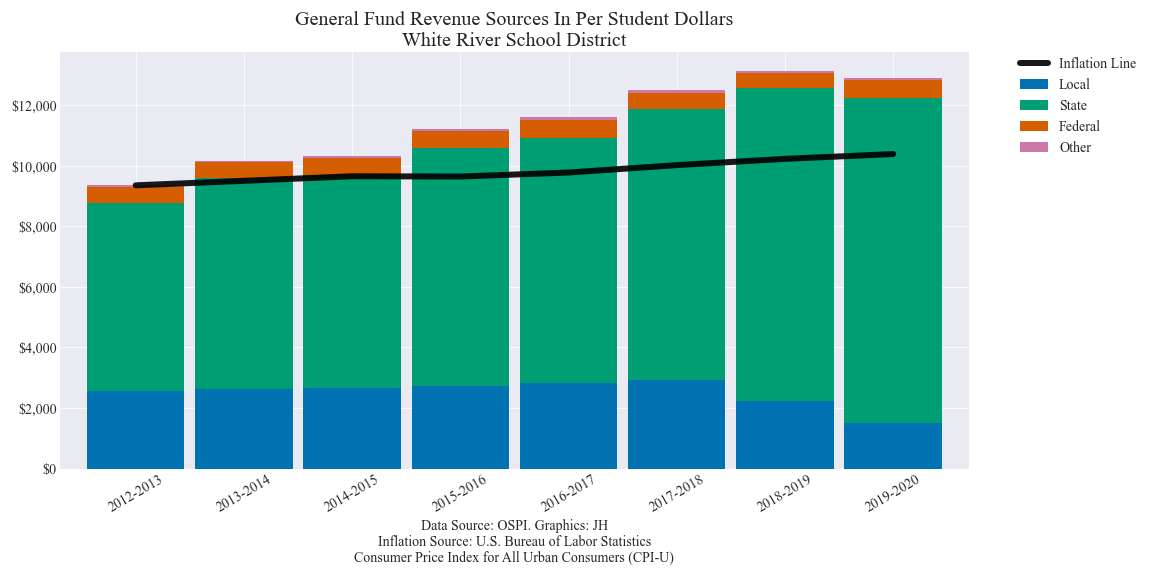 General Fund Revenue Sources In Per Student Dollars
White River School District
Inflation Line
Local
State
Federal
Other
$12,000
$10,000
$8,000
$6,000
$4,000
$2,000
$0
2012-2013
2013-2014
2014-2015
2015-2016
2016-2017
2017-2018
2018-2019
2019-2020
Data Source: OSPI. Graphics: JH
Inflation Source: U.S. Bureau of Labor Statistics
Consumer Price Index for All Urban Consumers (CPI-U)